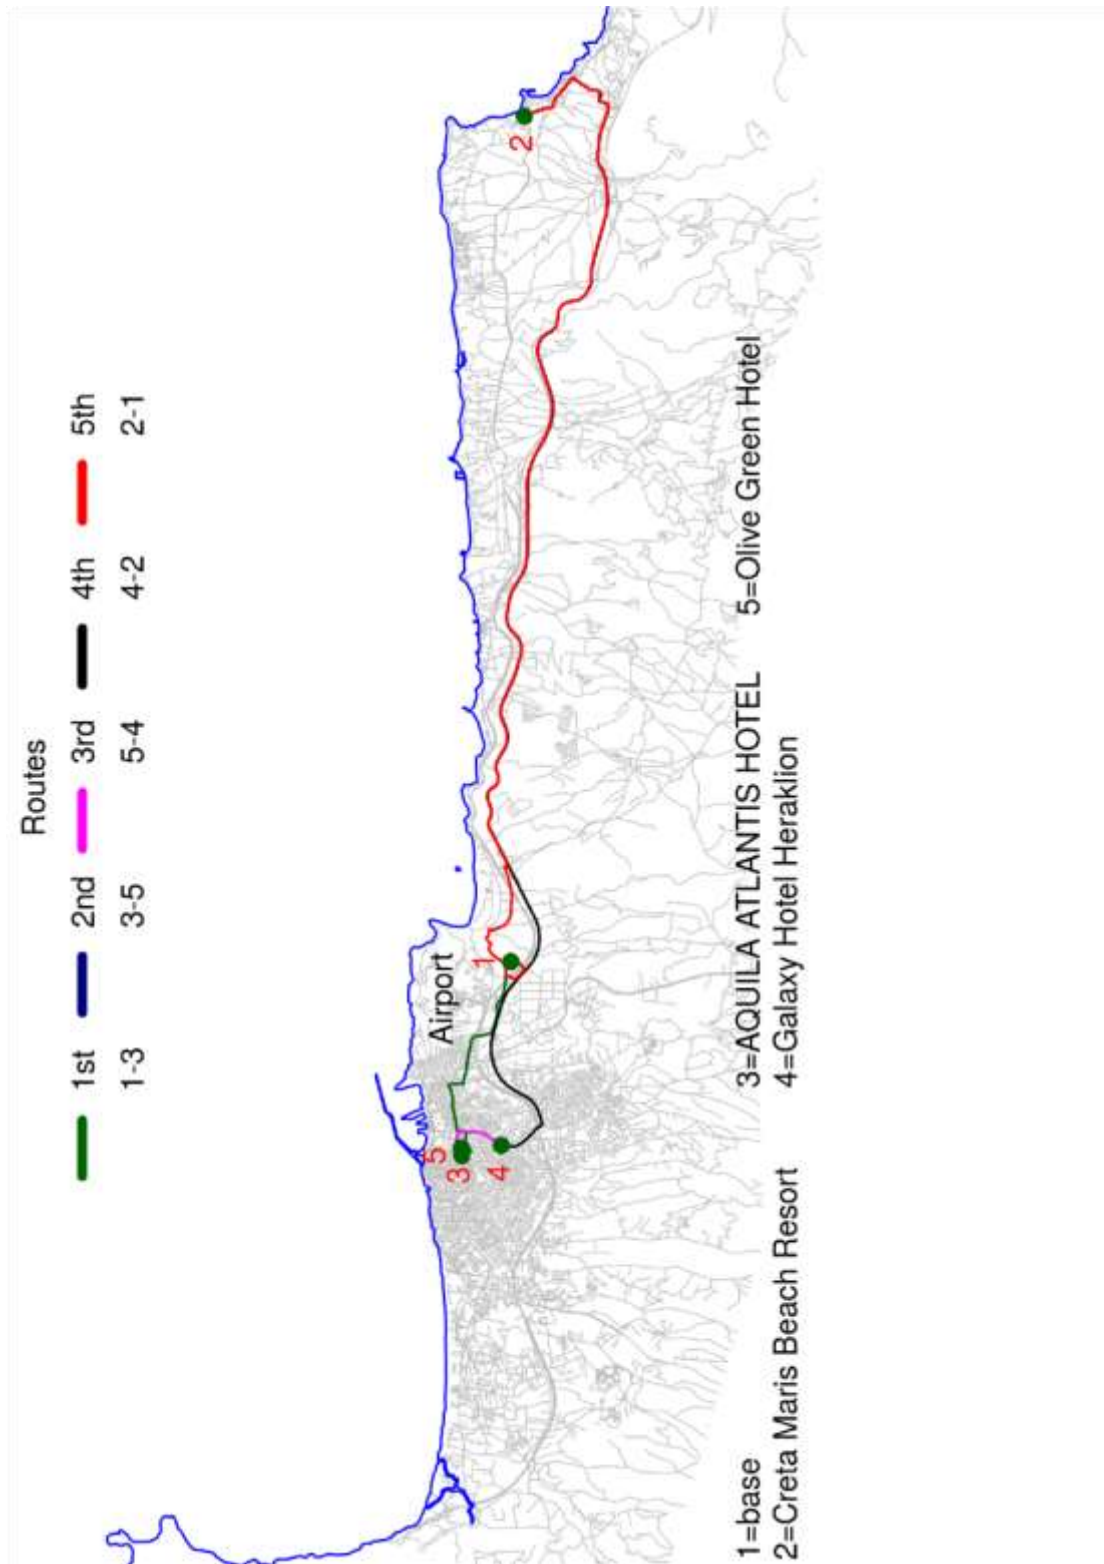 Routes
1st 2nd 3rd 4th 5th
1-3 3-5 5-4 4-2 2-1
Airport
5
3
4
1
2
1=base 3=AQUILA ATLANTIS HOTEL 5=Olive Green Hotel
2=Creta Maris Beach Resort 4=Galaxy Hotel Heraklion